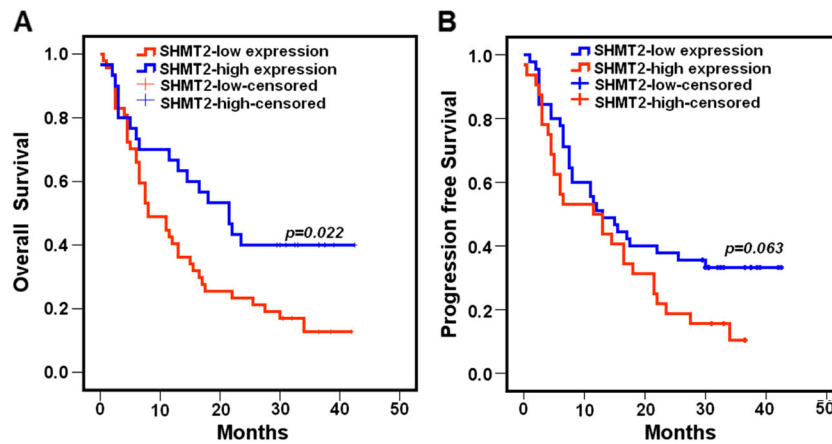 A
SHMT2-low expression
SHMT2-high expression
SHMT2-low-censored
SHMT2-high-censored
Overall Survival
1.0
0.8
0.6
0.4
0.2
0.0
p=0.022
0 10 20 30 40 50
Months
B
SHMT2-low expression
SHMT2-high expression
SHMT2-low-censored
SHMT2-high-censored
Progression free Survival
1.0
0.8
0.6
0.4
0.2
0.0
p=0.063
0 10 20 30 40 50
Months